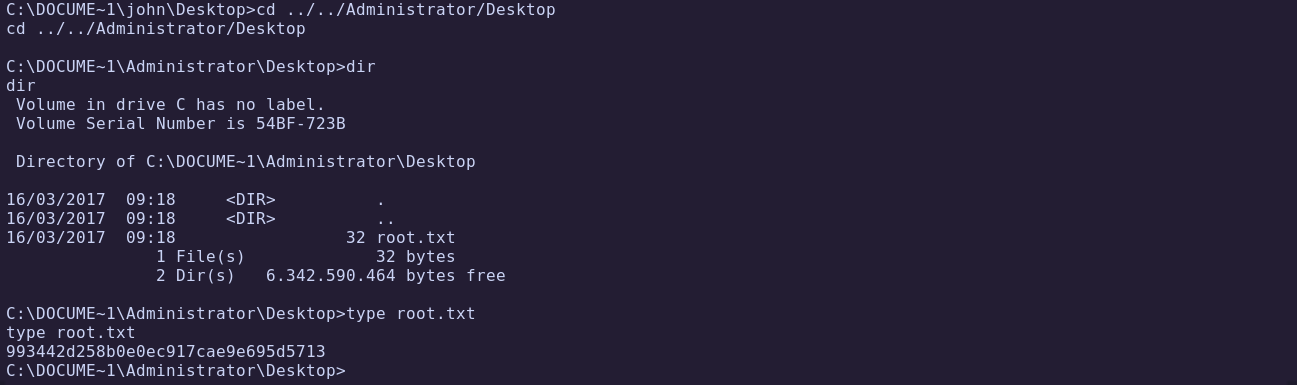 C:\DOCUME~1\john\Desktop>cd ../../Administrator/Desktop
cd ../../Administrator/Desktop

C:\DOCUME~1\Administrator\Desktop>dir
dir
 Volume in drive C has no label.
 Volume Serial Number is 54BF-723B

 Directory of C:\DOCUME~1\Administrator\Desktop

16/03/2017  09:18     <DIR>          .
16/03/2017  09:18     <DIR>          ..
16/03/2017  09:18                 32 root.txt
               1 File(s)             32 bytes
               2 Dir(s)   6.342.590.464 bytes free

C:\DOCUME~1\Administrator\Desktop>type root.txt
type root.txt
993442d258b0e0ec917cae9e695d5713
C:\DOCUME~1\Administrator\Desktop>